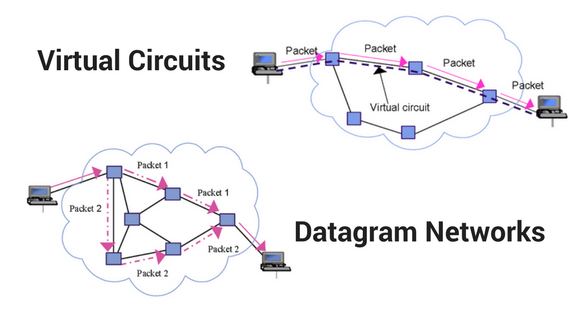 Virtual Circuits
Packet
Packet
Packet
Packet
Virtual circuit
Packet 1
Packet 1
Packet 2
Packet 2
Packet 2
Datagram Networks